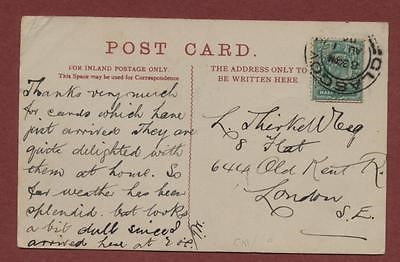 POST CARD.
FOR INLAND POSTAGE ONLY.
This Space may be used for Correspondence
THE ADDRESS ONLY TO
BE WRITTEN HERE
GLASGOW
Thanks very much
for cards which have
just arrived They are
quite delighted with
them at home. So
far weather has been
splendid. but looks
a bit dull since I
arrived here at
L Thirkell Esq
8 Flat
644a Old Kent R.
London
S.E.